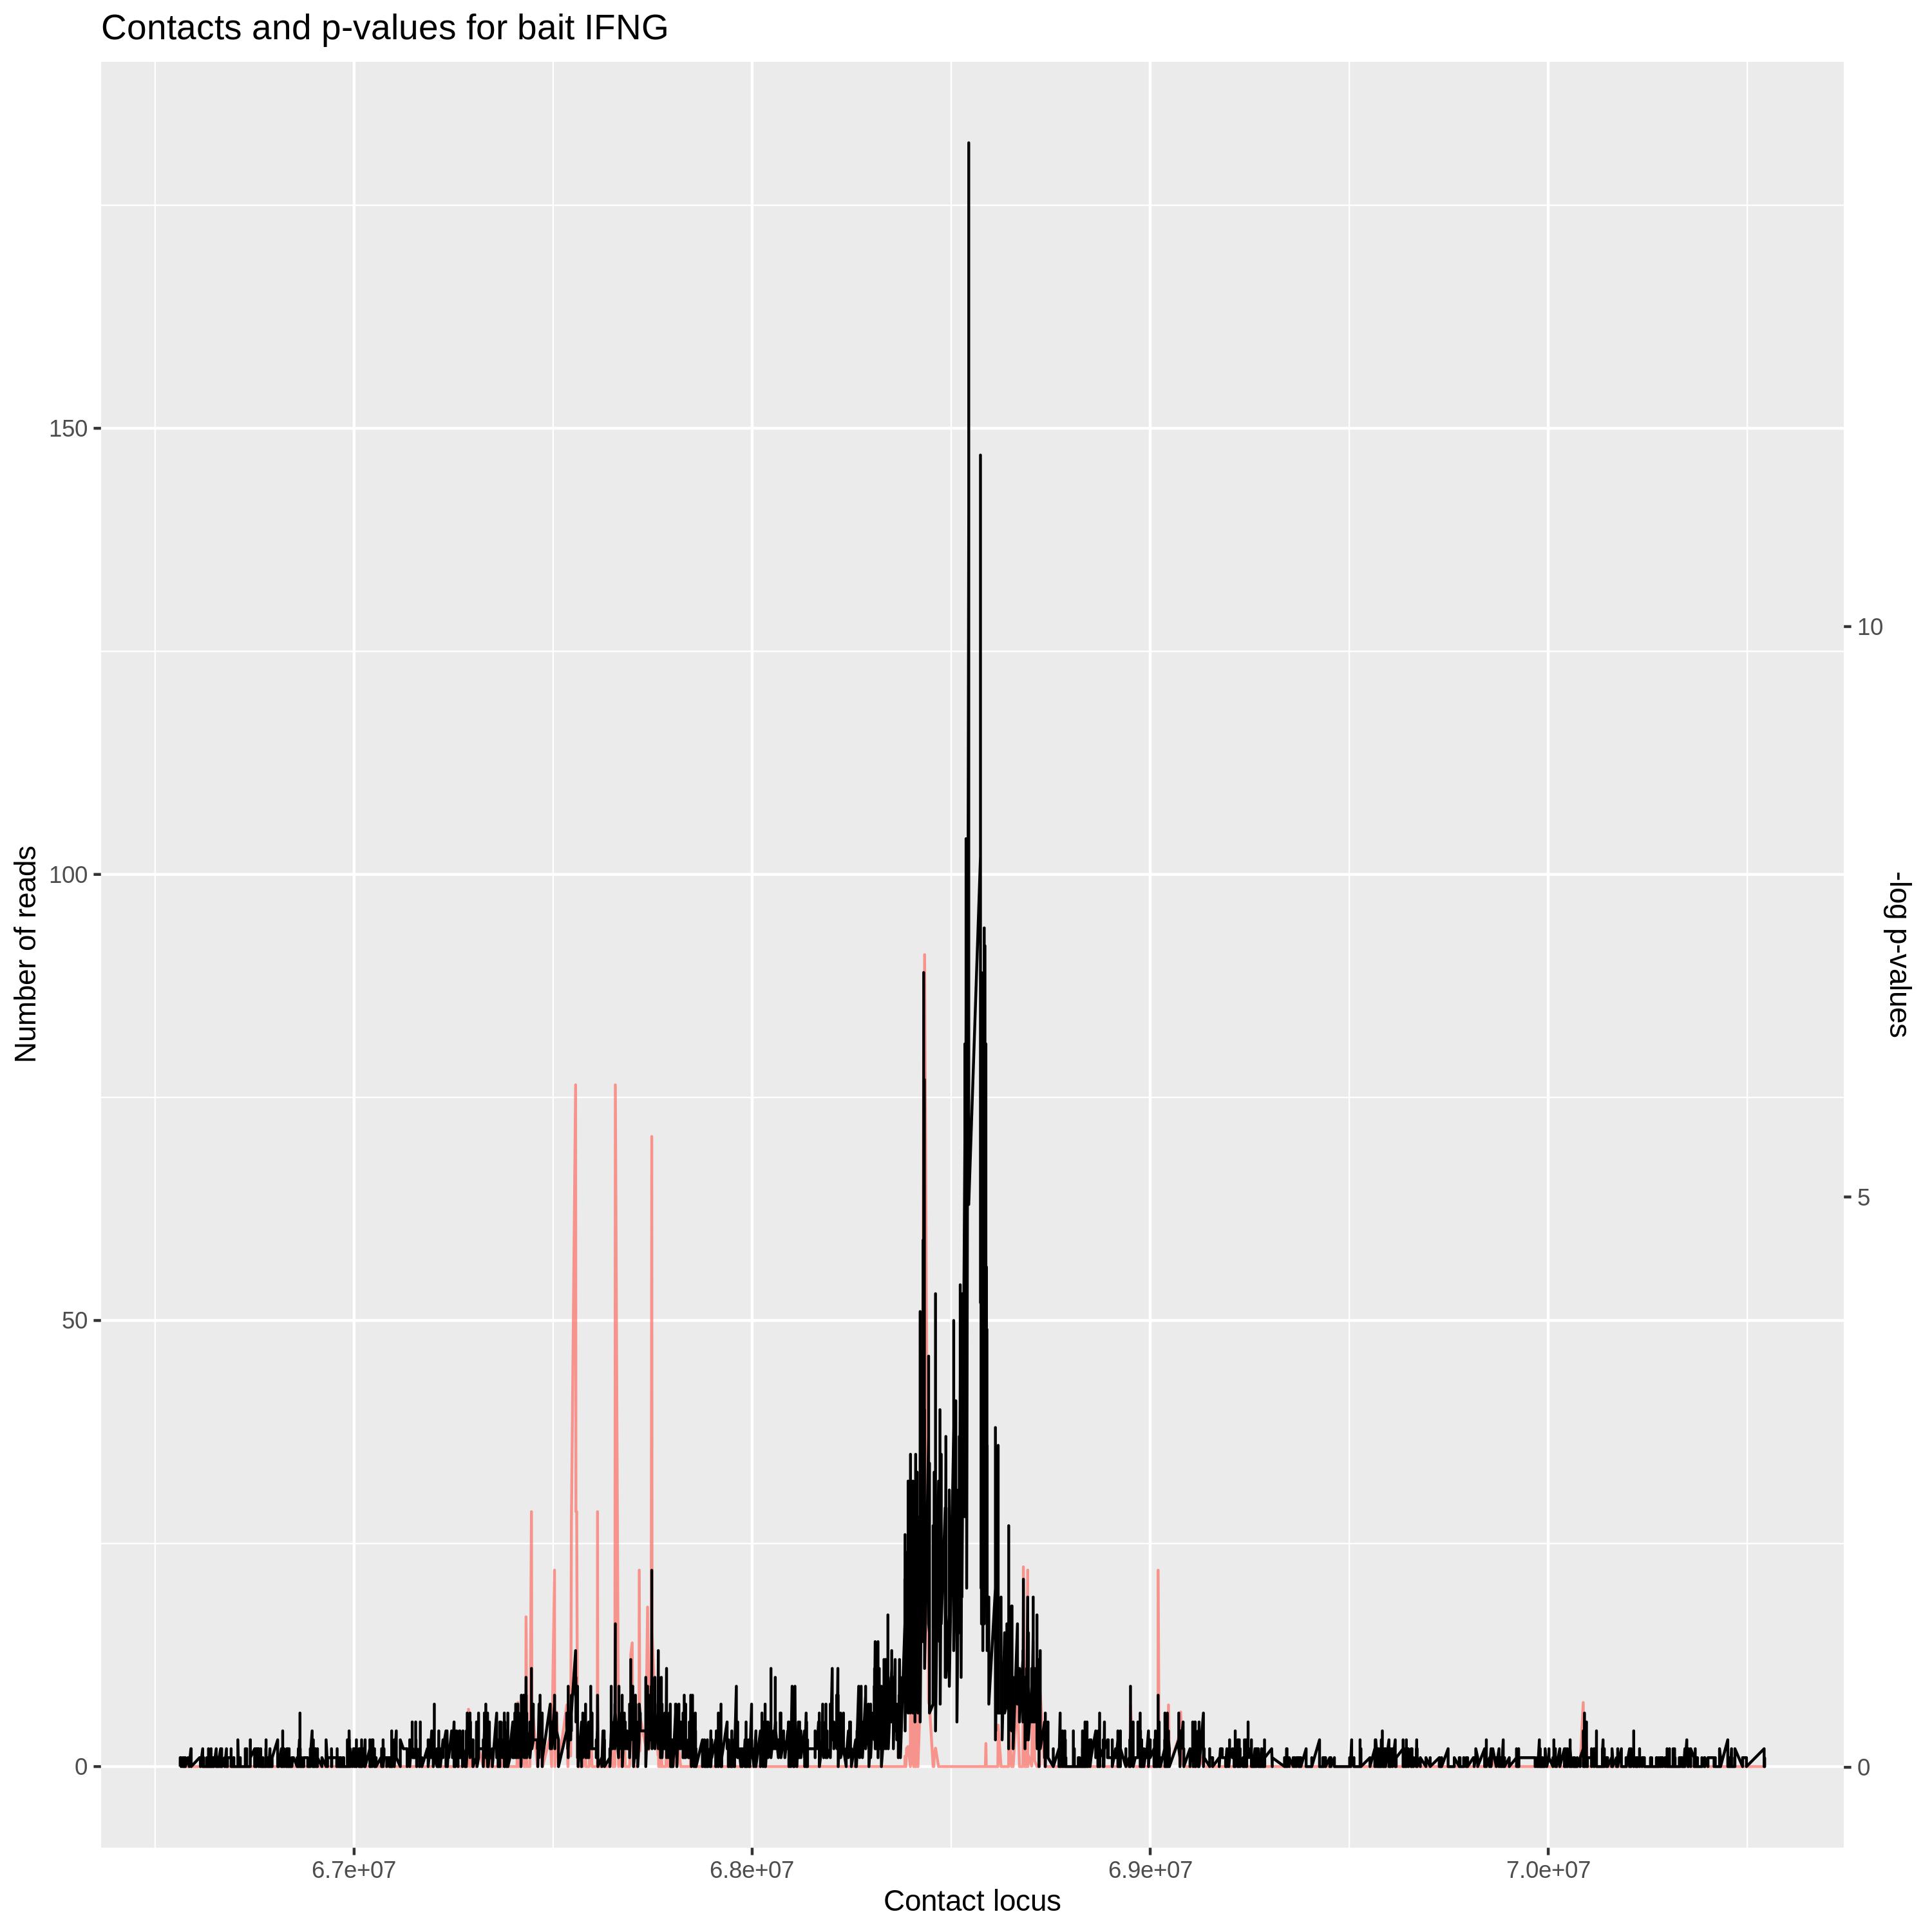 Contacts and p-values for bait IFNG
150
100
50
0
Number of reads
10
5
0
-log p-values
6.7e+07
6.8e+07
6.9e+07
7.0e+07
Contact locus